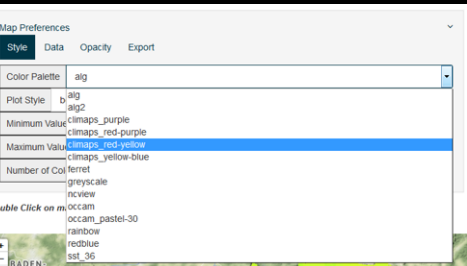 Map Preferences
Style Data Opacity Export
Color Palette alg
alg
Plot Style b
alg2
climaps_purple
Minimum Value
climaps_red-purple
climaps_red-yellow
Maximum Valu
climaps_yellow-blue
ferret
Number of Col
greyscale
ncview
occam
uble Click on m
occam_pastel-30
rainbow
redblue
sst_36
+
BADEN-